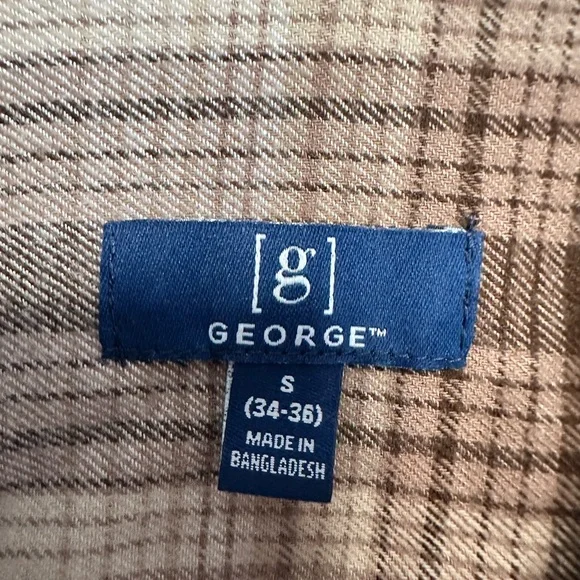 [g]
GEORGE™
S
(34-36)
MADE IN
BANGLADESH